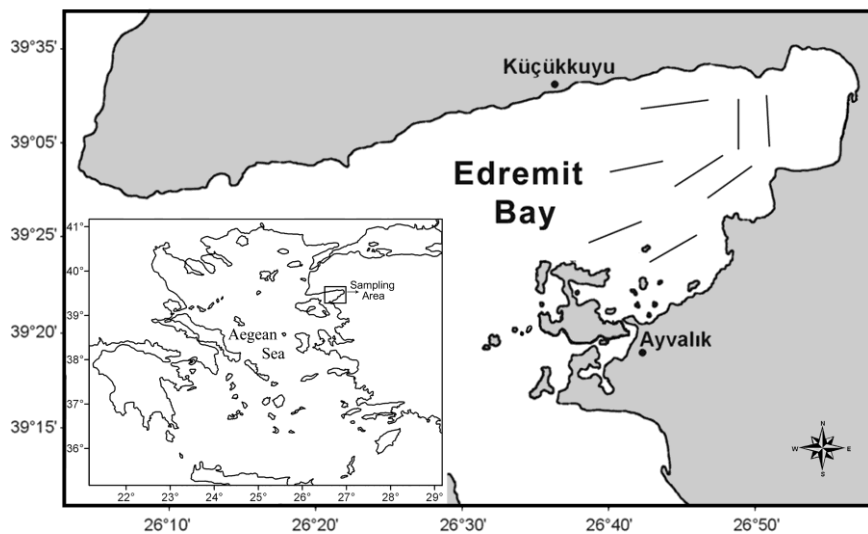 39°35'
39°05'
39°25'
39°20'
39°15'
Küçükkuyu
Edremit
Bay
Ayvalık
N
W E
S
41°
40°
39°
38°
37°
36°
Sampling
Area
Aegean
Sea
22° 23° 24° 25° 26° 27° 28° 29°
26°10' 26°20' 26°30' 26°40' 26°50'